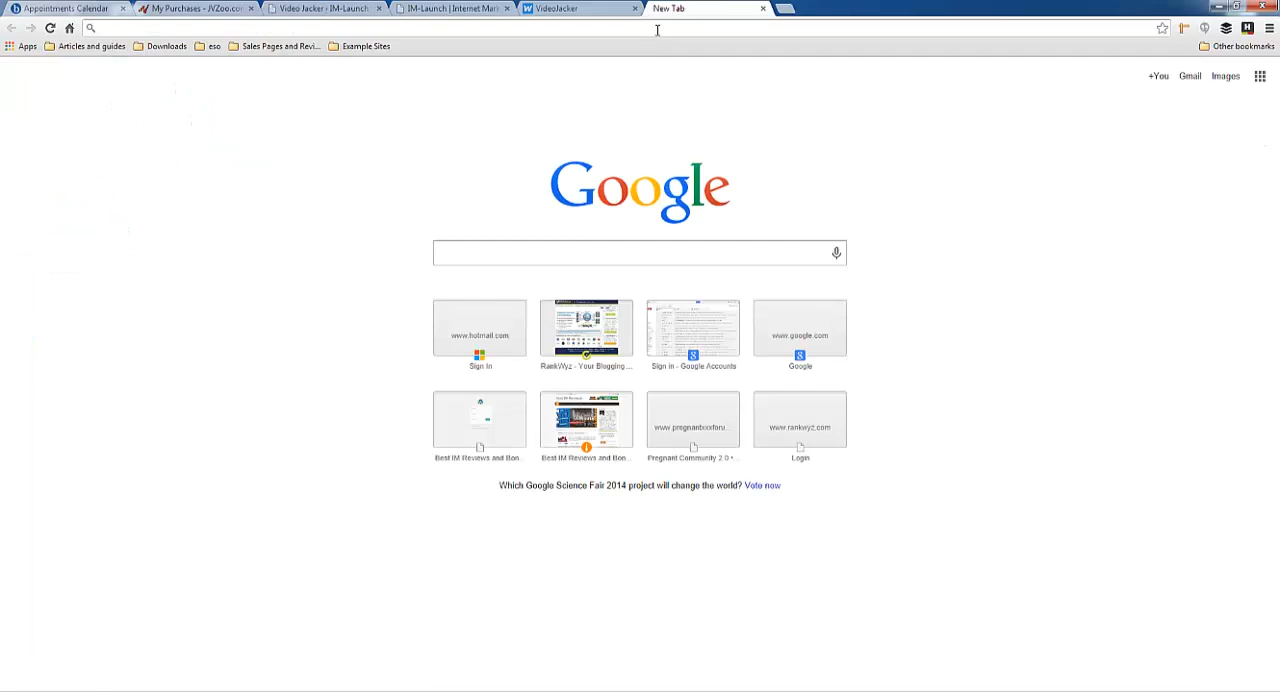 Appointments Calendar
My Purchases - JVZoo.co
Video Jacker - IM-Launch
IM-Launch | Internet Mar
VideoJacker
New Tab
Apps
Articles and guides
Downloads
eso
Sales Pages and Revi...
Example Sites
Other bookmarks
+You Gmail Images
Google
www.hotmail.com
www.google.com
Sign In
RankWyz - Your Blogging ...
Sign in - Google Accounts
Google
www.pregnantxxxforu...
www.rankwyz.com
Best IM Reviews and Bon...
Best IM Reviews and Bon...
Pregnant Community 2.0 •...
Login
Which Google Science Fair 2014 project will change the world? Vote now